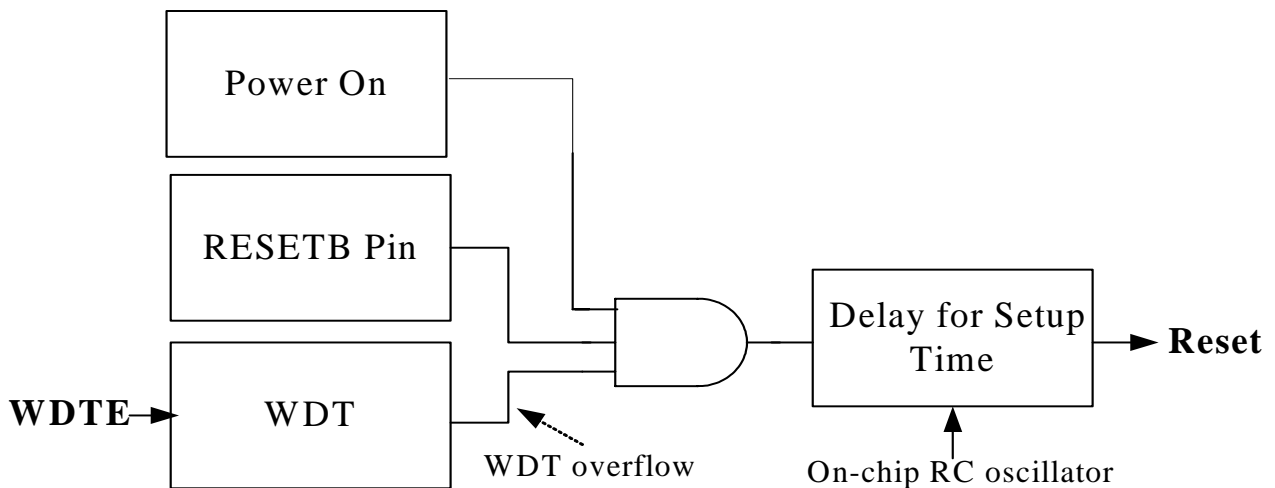 Power On
RESETB Pin
WDTE
WDT
WDT overflow
Delay for Setup
Time
Reset
On-chip RC oscillator